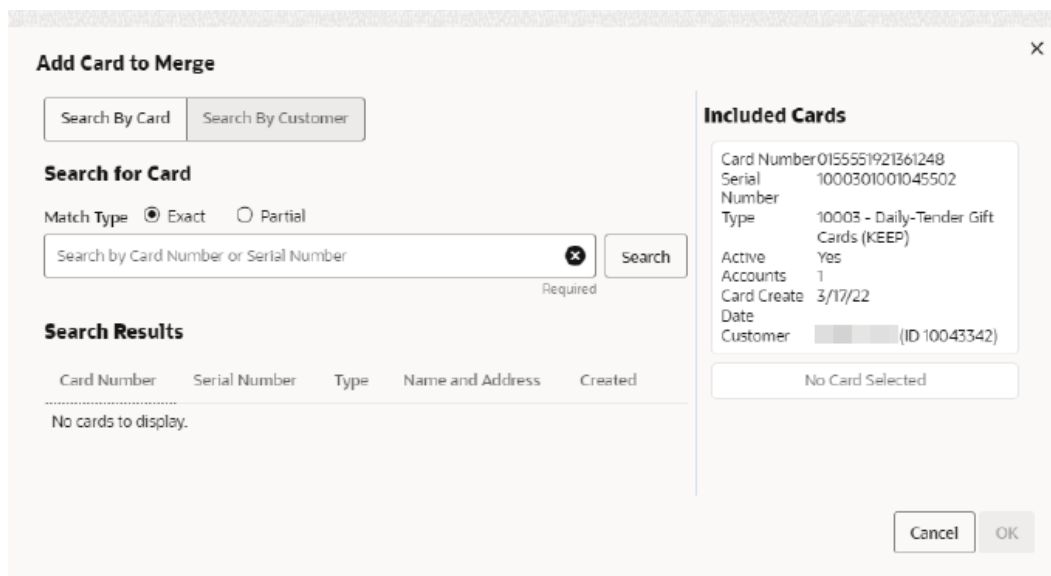 Add Card to Merge
Search By Card
Search By Customer
Search for Card
Match Type
Exact
Partial
Search by Card Number or Serial Number
Search
Required
Search Results
Card Number
Serial Number
Type
Name and Address
Created
No cards to display.
Included Cards
Card Number 0155551921361248
Serial 1000301001045502
Number
Type 10003 - Daily-Tender Gift
Cards (KEEP)
Active Yes
Accounts 1
Card Create 3/17/22
Date
Customer (ID 10043342)
No Card Selected
Cancel
OK